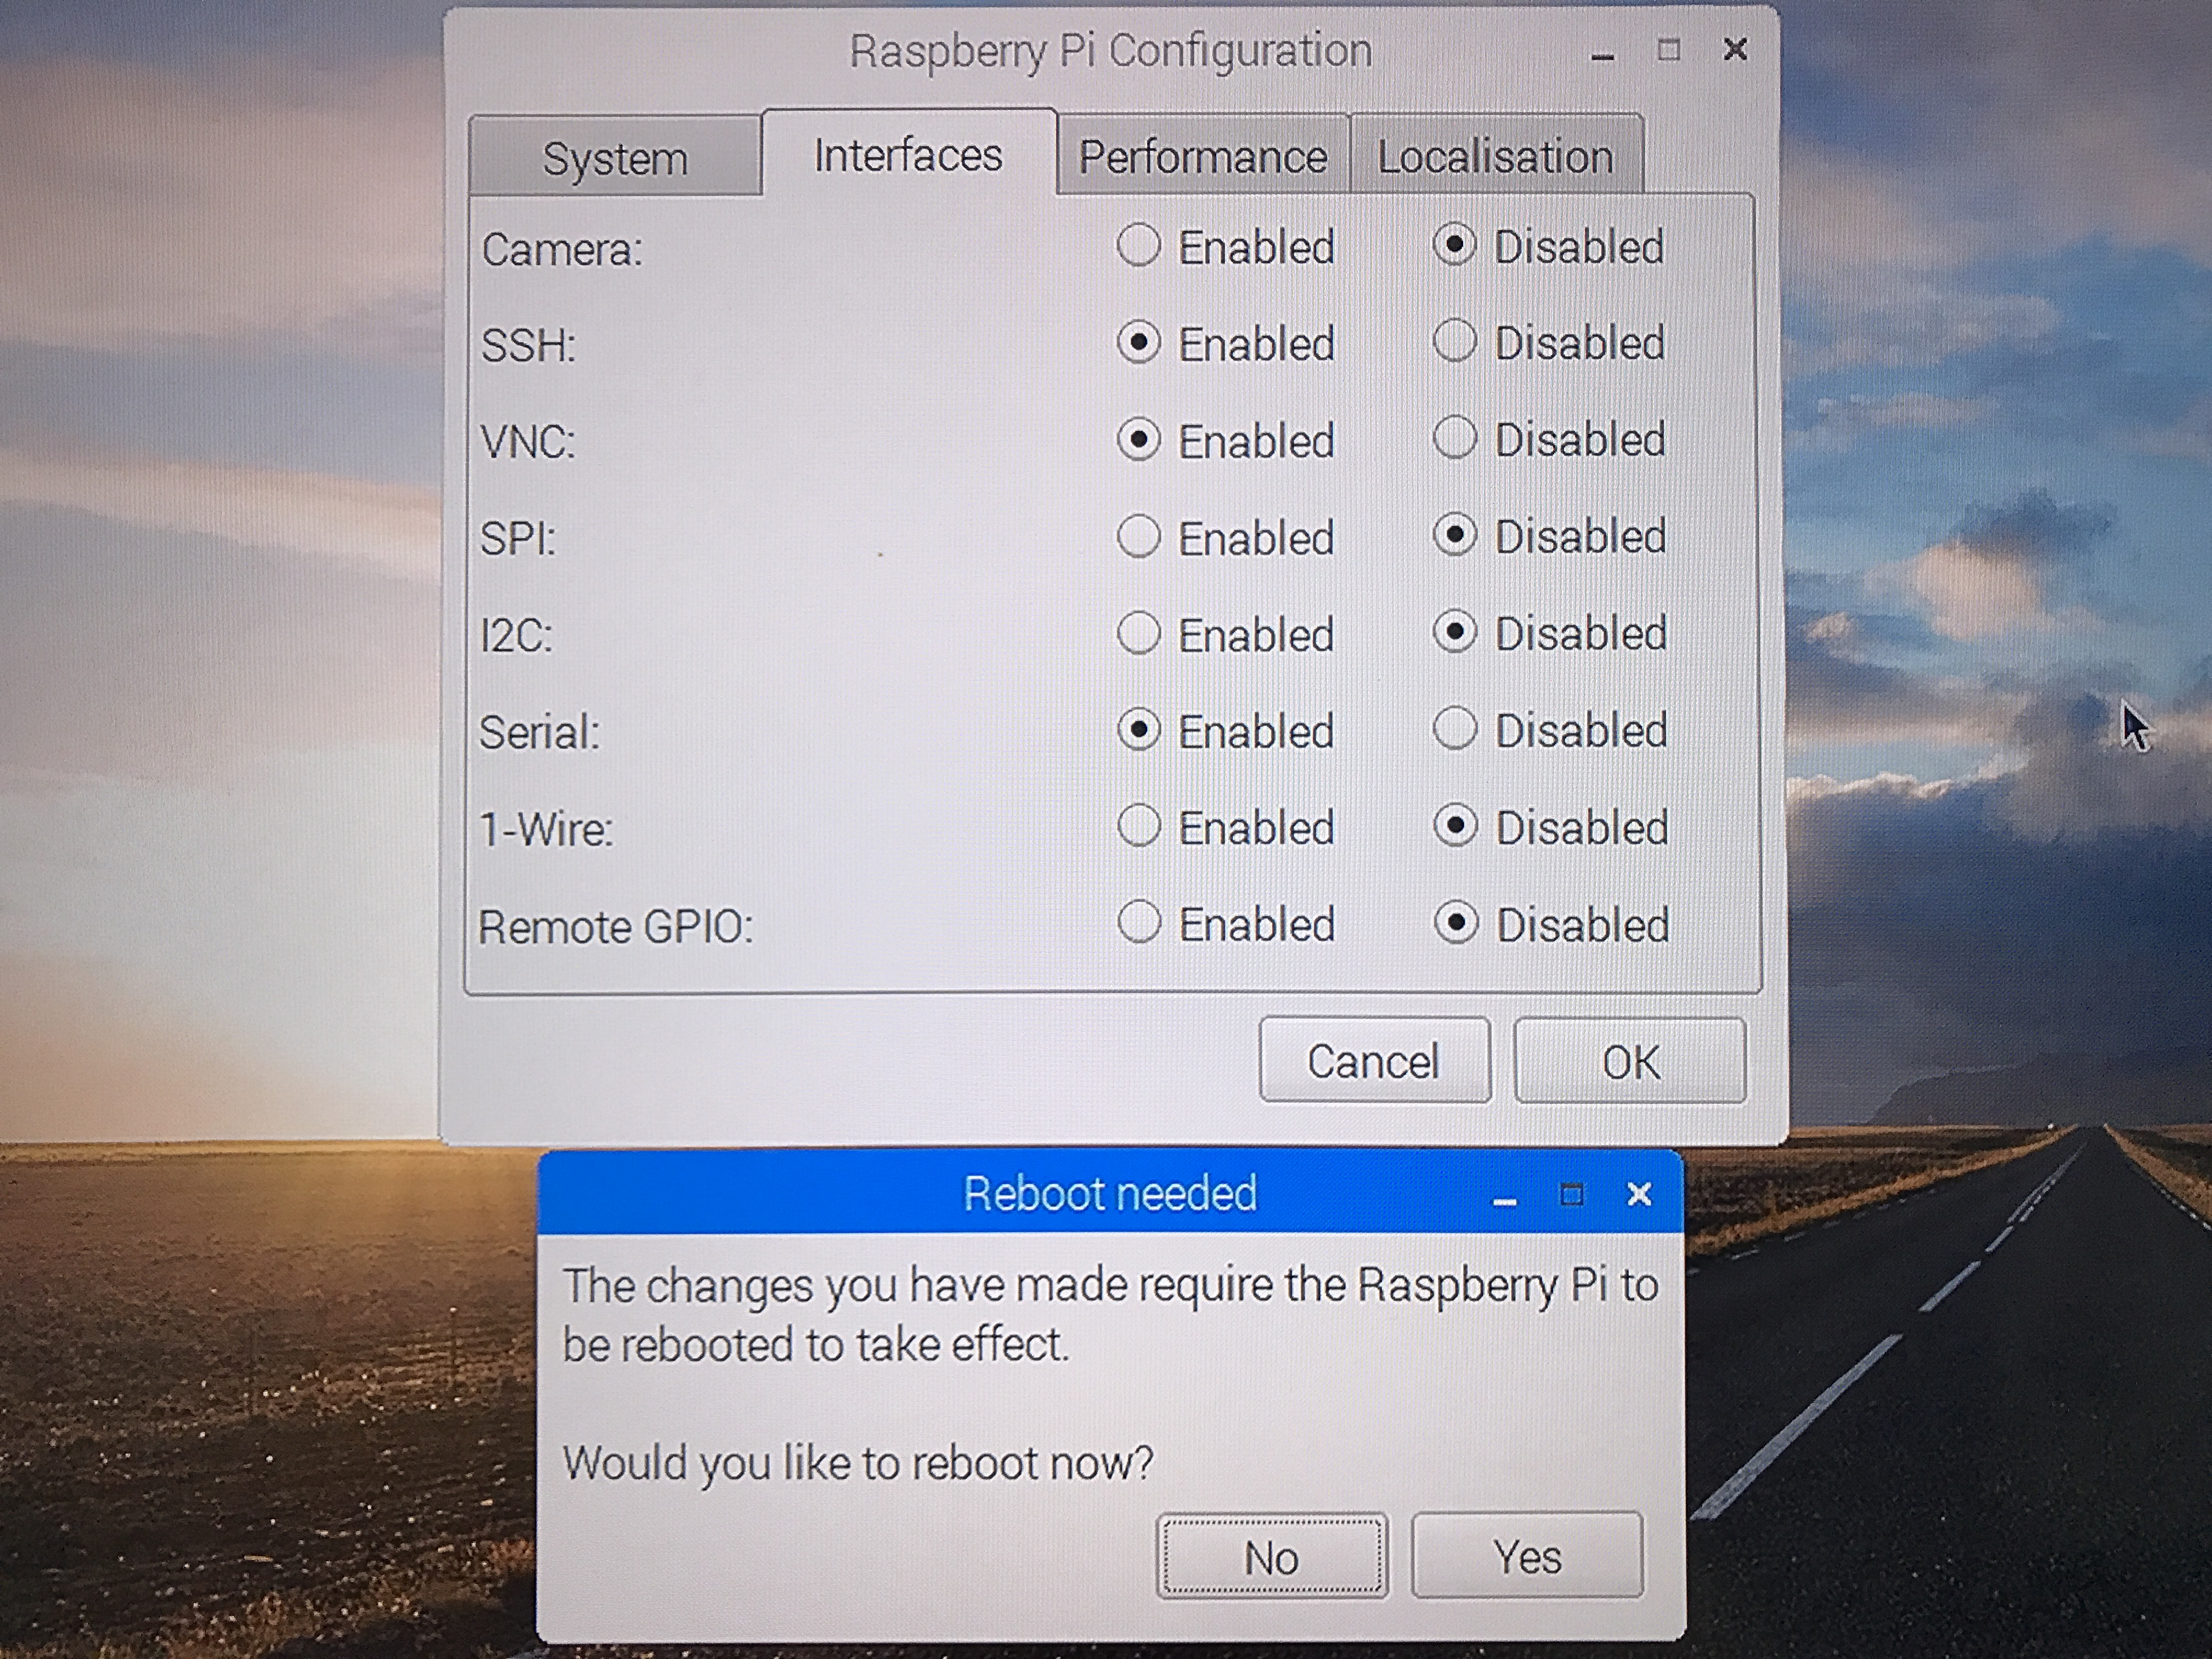 Raspberry Pi Configuration
System Interfaces Performance Localisation
Camera: Enabled Disabled
SSH: Enabled Disabled
VNC: Enabled Disabled
SPI: Enabled Disabled
I2C: Enabled Disabled
Serial: Enabled Disabled
1-Wire: Enabled Disabled
Remote GPIO: Enabled Disabled
Cancel OK
Reboot needed
The changes you have made require the Raspberry Pi to
be rebooted to take effect.
Would you like to reboot now?
No Yes